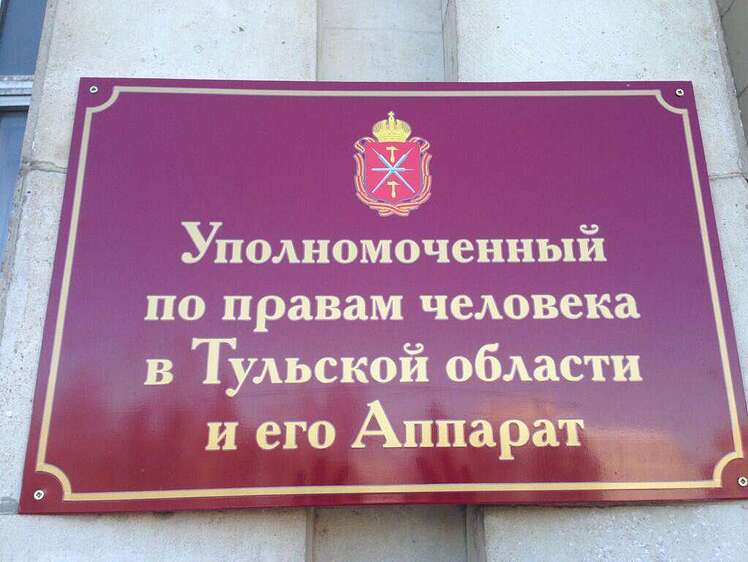 Уполномоченный
по правам человека
в Тульской области
и его Аппарат